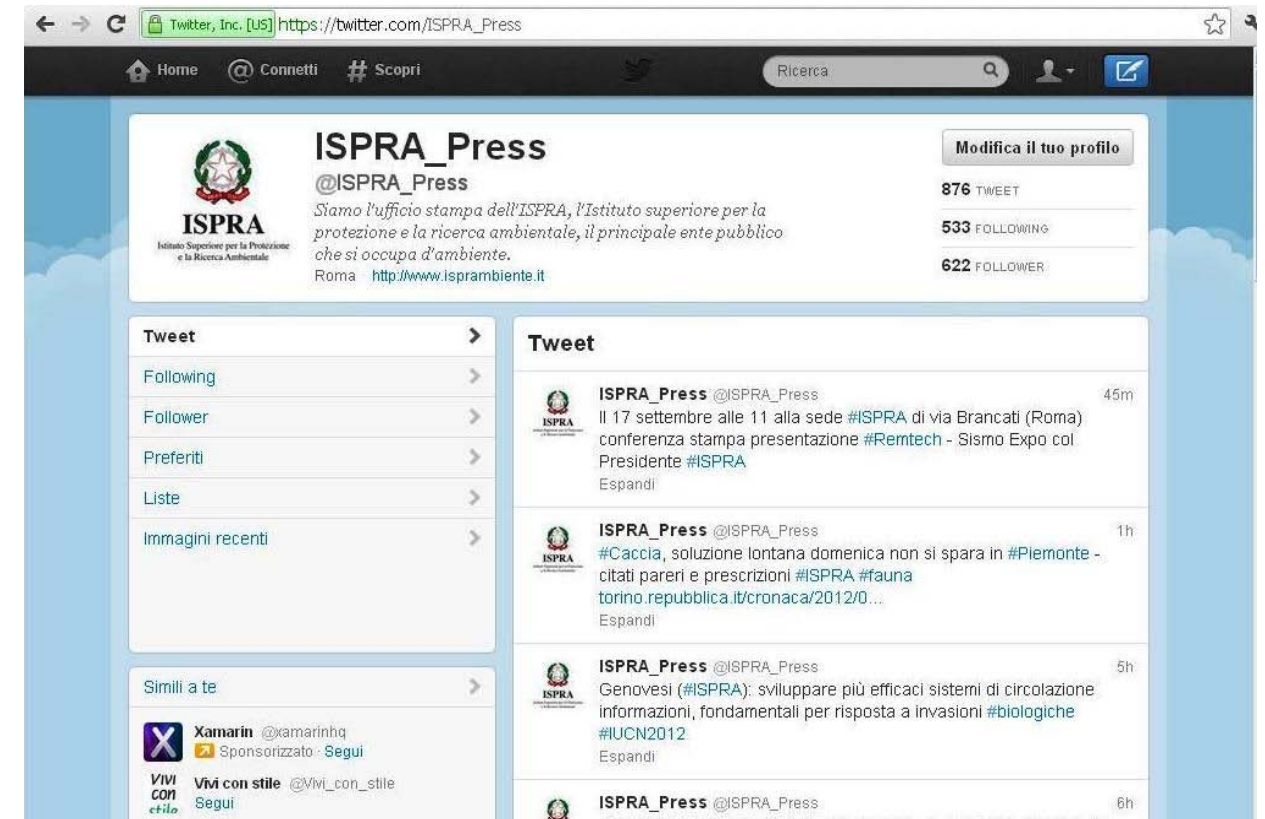 Twitter, Inc. [US] https://twitter.com/ISPRA_Press
Home @ Connetti # Scopri Ricerca
ISPRA
Istituto Superiore per la Protezione
e la Ricerca Ambientale
ISPRA_Press
@ISPRA_Press
Siamo l'ufficio stampa dell'ISPRA, l'Istituto superiore per la
protezione e la ricerca ambientale, il principale ente pubblico
che si occupa d'ambiente.
Roma http://www.isprambiente.it
Modifica il tuo profilo
876 TWEET
533 FOLLOWING
622 FOLLOWER
Tweet
Following
Follower
Preferiti
Liste
Immagini recenti
Simili a te
Xamarin @xamarinhq
Sponsorizzato · Segui
VIVI
CON
stile
Vivi con stile @Vivi_con_stile
Segui
Tweet
ISPRA
ISPRA_Press @ISPRA_Press 45m
Il 17 settembre alle 11 alla sede #ISPRA di via Brancati (Roma)
conferenza stampa presentazione #Remtech - Sismo Expo col
Presidente #ISPRA
Espandi
ISPRA
ISPRA_Press @ISPRA_Press 1h
#Caccia, soluzione lontana domenica non si spara in #Piemonte -
citati pareri e prescrizioni #ISPRA #fauna
torino.repubblica.it/cronaca/2012/0...
Espandi
ISPRA
ISPRA_Press @ISPRA_Press 5h
Genovesi (#ISPRA): sviluppare più efficaci sistemi di circolazione
informazioni, fondamentali per risposta a invasioni #biologiche
#IUCN2012
Espandi
ISPRA_Press @ISPRA_Press 6h